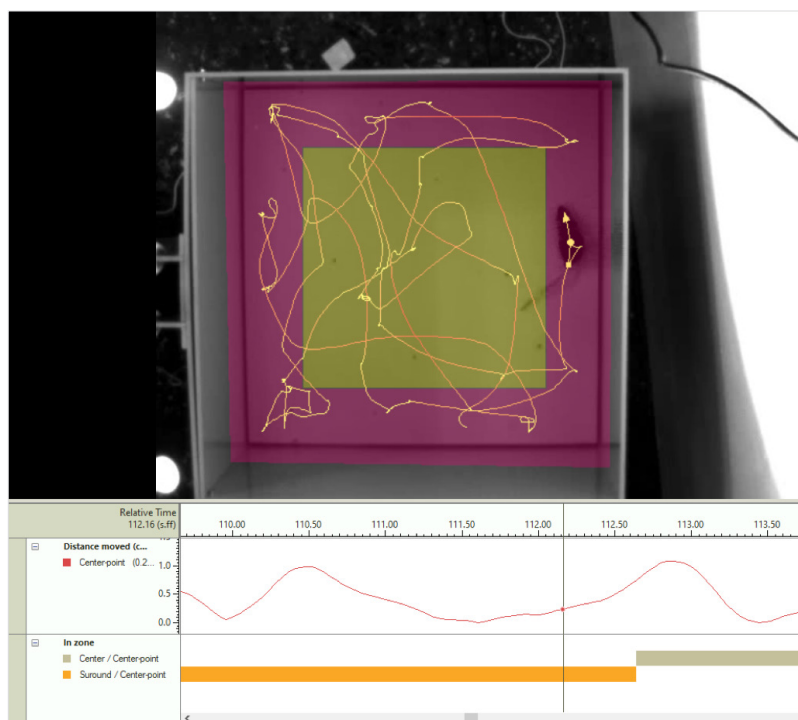 Relative Time
112.16 (s.ff)
110.00 110.50 111.00 111.50 112.00 112.50 113.00 113.50
Distance moved (c...
Center-point (0.2...
1.0
0.5
0.0
In zone
Center / Center-point
Suround / Center-point